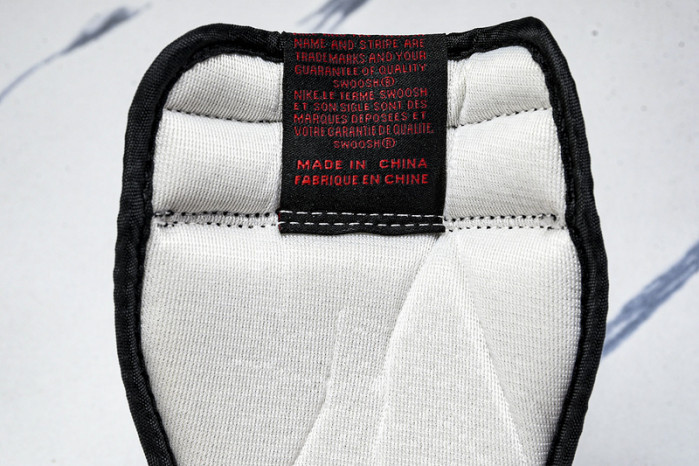 NAME AND STRIPE ARE
TRADEMARKS AND YOUR
GUARANTEE OF QUALITY
SWOOSH®
NIKE, LE TERME SWOOSH
ET SON SIGLE SONT DES
MARQUES DEPOSEES ET
VOTRE GARANTIE DE QUALITE
SWOOSH®
MADE IN CHINA
FABRIQUE EN CHINE